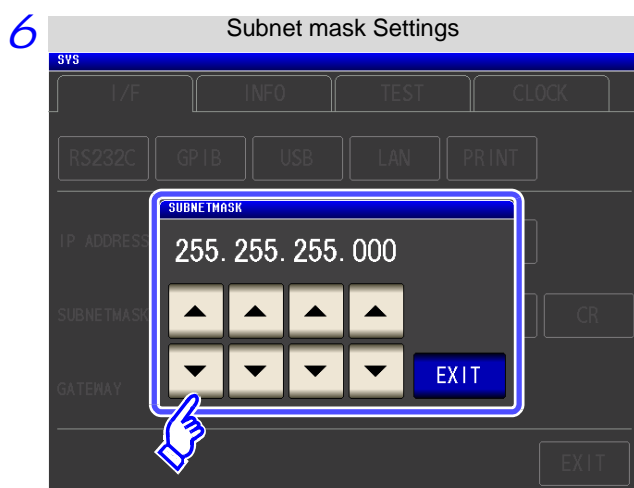 6
Subnet mask Settings
SYS
I/F INFO TEST CLOCK
RS232C GPIB USB LAN PRINT
SUBNETMASK
IP ADDRESS
255. 255. 255. 000
SUBNETMASK CR
EXIT
GATEWAY
EXIT